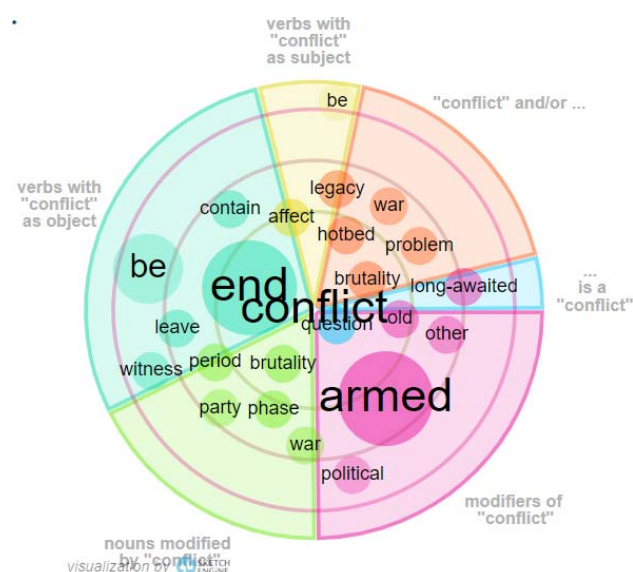 verbs with
"conflict"
as subject
be
"conflict" and/or ...
verbs with
"conflict"
as object
contain
affect
legacy
war
hotbed
problem
be
end
brutality
long-awaited
... 
is a
"conflict"
conflict
leave
question
old
other
witness
period
brutality
armed
party
phase
war
political
modifiers of
"conflict"
nouns modified
by "conflict"
visualization by SKETCH
ENGINE